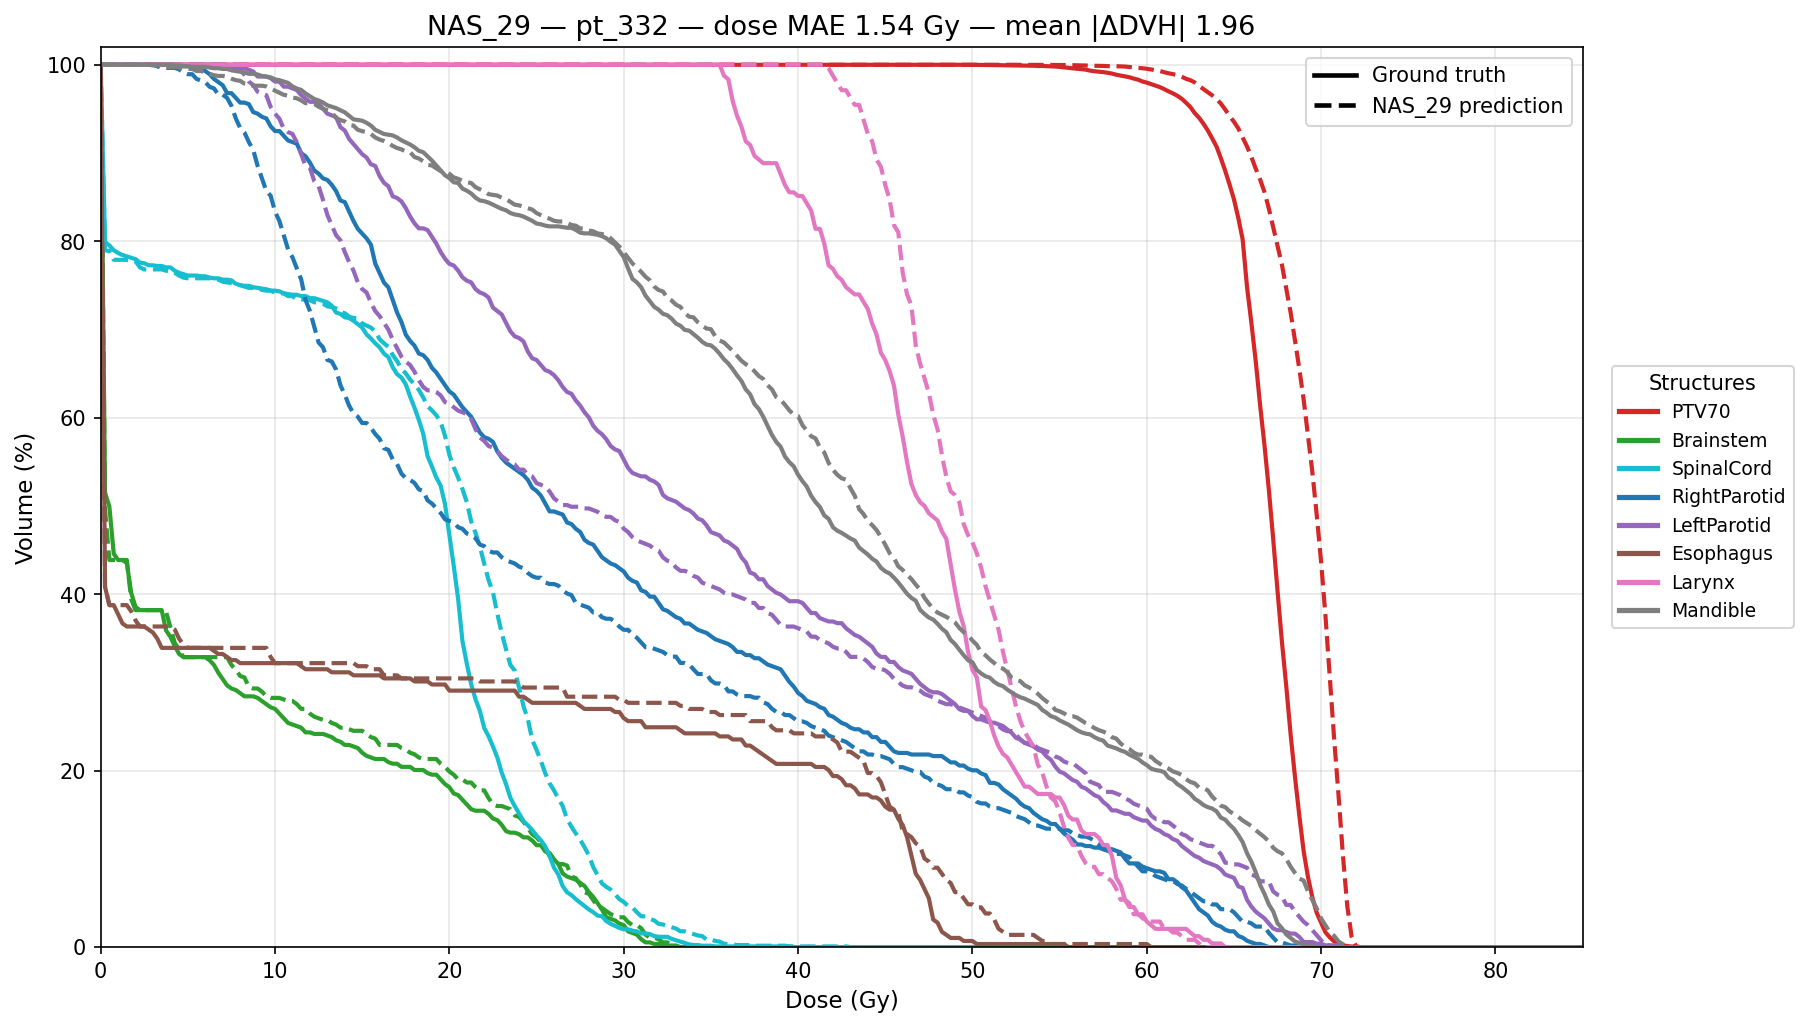 NAS_29 — pt_332 — dose MAE 1.54 Gy — mean |ΔDVH| 1.96
Ground truth
NAS_29 prediction
Volume (%)
100
80
60
40
20
0
0 10 20 30 40 50 60 70 80
Dose (Gy)
Structures
PTV70
Brainstem
SpinalCord
RightParotid
LeftParotid
Esophagus
Larynx
Mandible